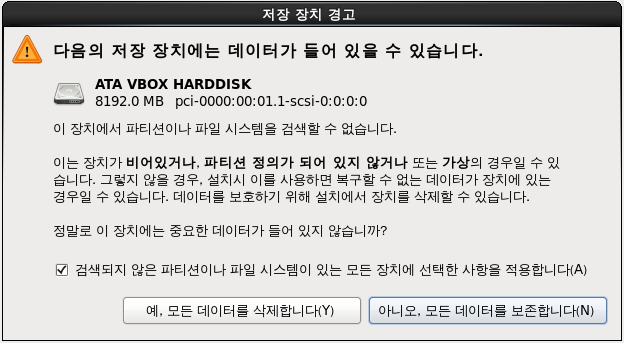 저장 장치 경고
다음의 저장 장치에는 데이터가 들어 있을 수 있습니다.
ATA VBOX HARDDISK
8192.0 MB pci-0000:00:01.1-scsi-0:0:0:0
이 장치에서 파티션이나 파일 시스템을 검색할 수 없습니다.
이는 장치가 비어있거나, 파티션 정의가 되어 있지 않거나 또는 가상의 경우일 수 있
습니다. 그렇지 않을 경우, 설치시 이를 사용하면 복구할 수 없는 데이터가 장치에 있는
경우일 수 있습니다. 데이터를 보호하기 위해 설치에서 장치를 삭제할 수 있습니다.
정말로 이 장치에는 중요한 데이터가 들어 있지 않습니까?
검색되지 않은 파티션이나 파일 시스템이 있는 모든 장치에 선택한 사항을 적용합니다(A)
예, 모든 데이터를 삭제합니다(Y)
아니오, 모든 데이터를 보존합니다(N)